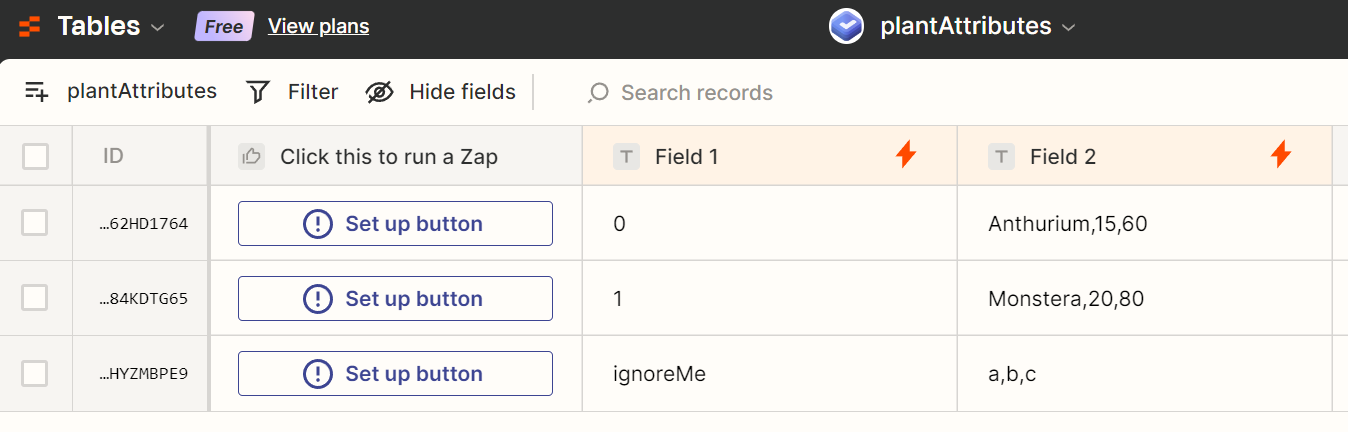 Tables Free View plans plantAttributes
plantAttributes Filter Hide fields Search records
ID Click this to run a Zap T Field 1 T Field 2
…62HD1764 Set up button 0 Anthurium,15,60
…84KDTG65 Set up button 1 Monstera,20,80
…HYZMBPE9 Set up button ignoreMe a,b,c